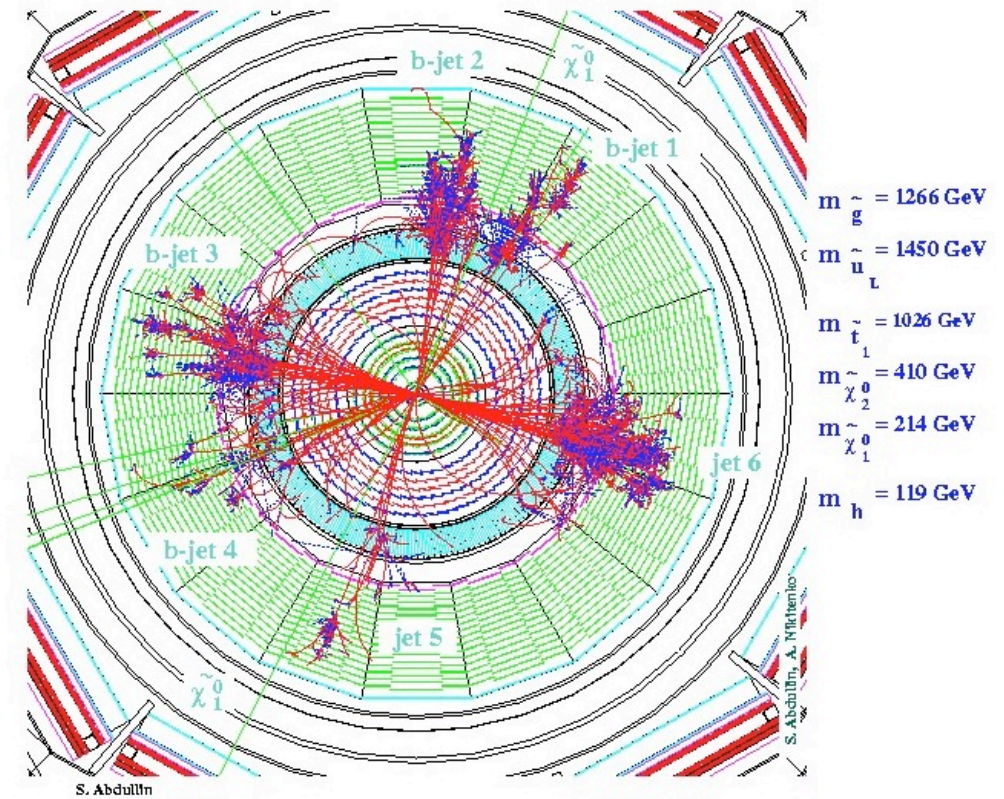 b-jet 2
χ̃⁰₁
b-jet 1
b-jet 3
jet 6
b-jet 4
jet 5
χ̃⁰₁
m g̃ = 1266 GeV
m ũ L = 1450 GeV
m t̃ 1 = 1026 GeV
m χ̃⁰₂ = 410 GeV
m χ̃⁰₁ = 214 GeV
m h = 119 GeV
S. Abdullin, A. Nikitenko
S. Abdullin